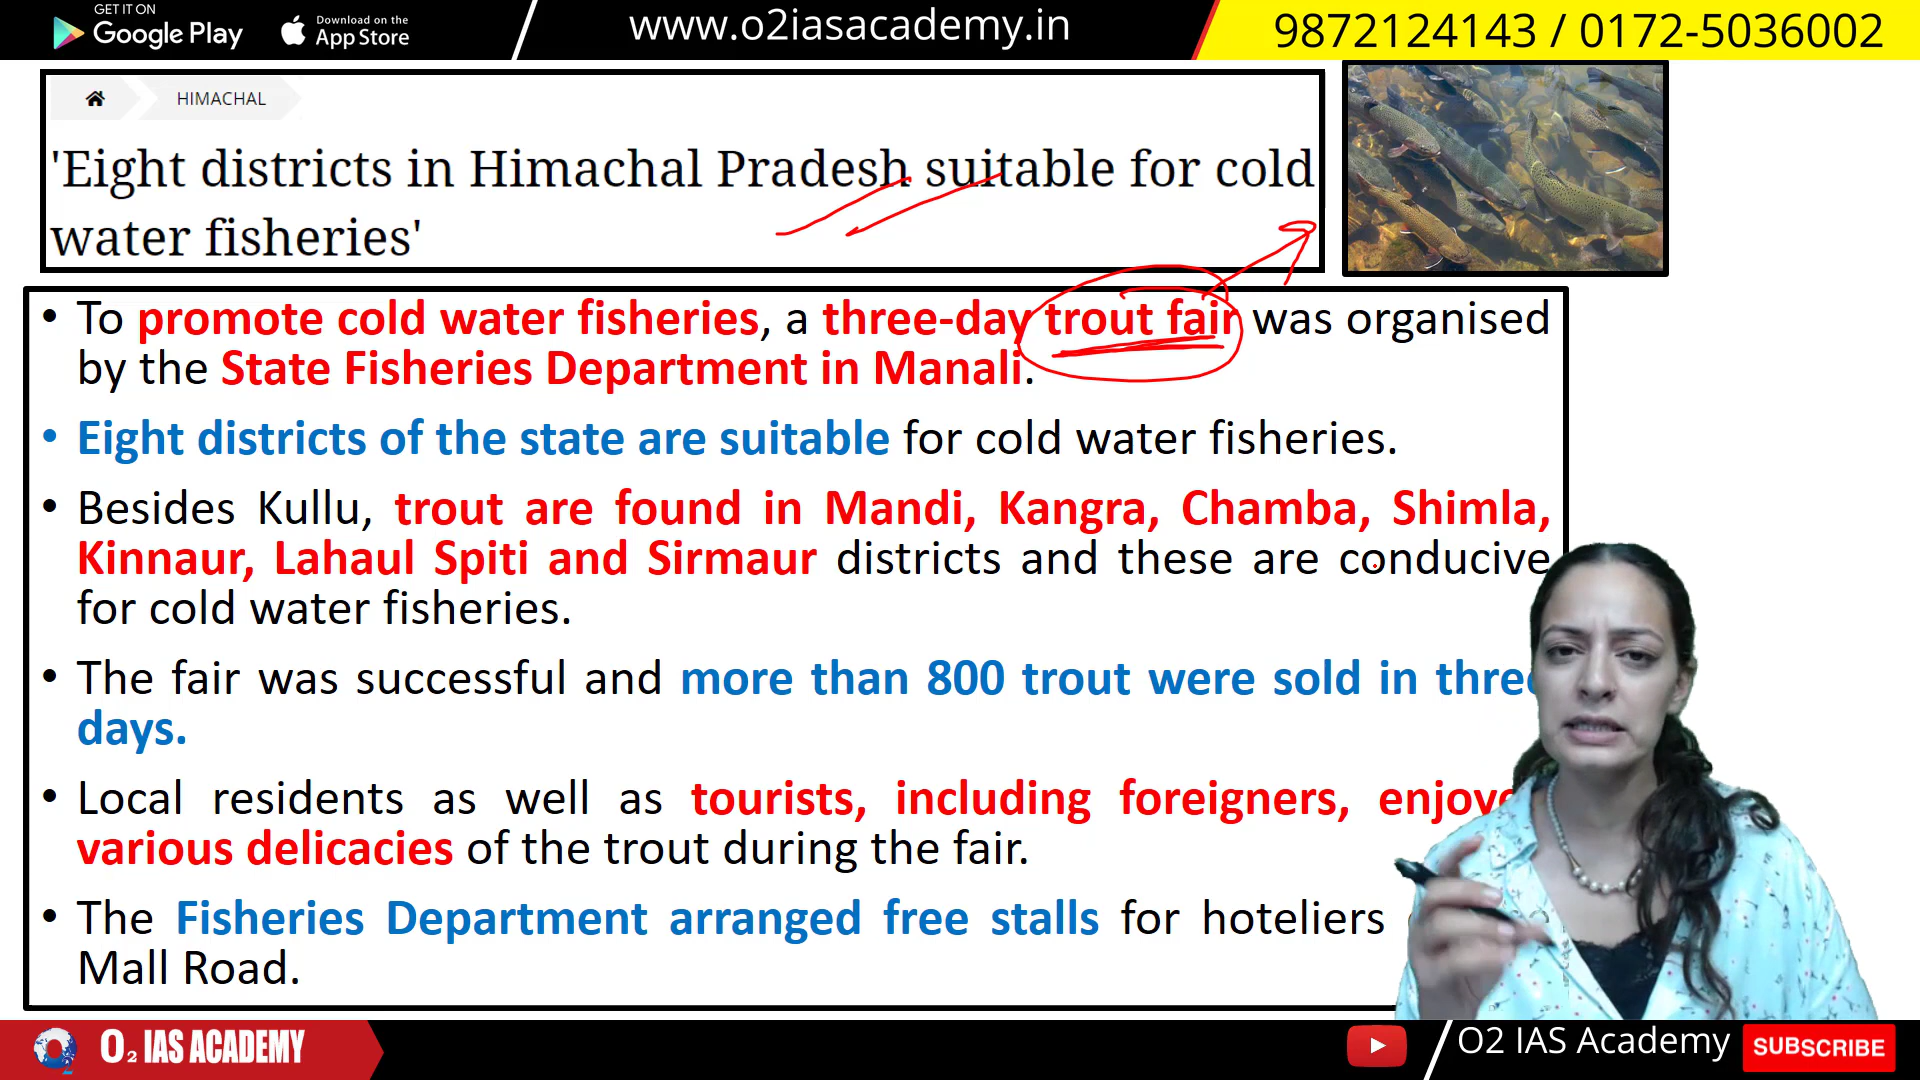 GET IT ON
Google Play
Download on the
App Store
www.o2iasacademy.in
9872124143 / 0172-5036002
HIMACHAL
'Eight districts in Himachal Pradesh suitable for cold
water fisheries'
• To promote cold water fisheries, a three-day trout fair was organised
by the State Fisheries Department in Manali.
• Eight districts of the state are suitable for cold water fisheries.
• Besides Kullu, trout are found in Mandi, Kangra, Chamba, Shimla,
Kinnaur, Lahaul Spiti and Sirmaur districts and these are conducive
for cold water fisheries.
• The fair was successful and more than 800 trout were sold in three
days.
• Local residents as well as tourists, including foreigners,
various delicacies of the trout during the fair.
• The Fisheries Department arranged free stalls for hoteliers
Mall Road.
O2 IAS ACADEMY
O2 IAS Academy
SUBSCRIBE